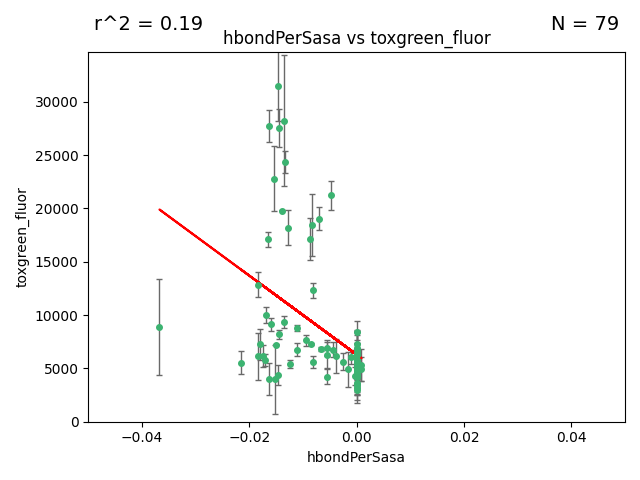 r^2 = 0.19
N = 79
hbondPerSasa vs toxgreen_fluor
toxgreen_fluor
30000
25000
20000
15000
10000
5000
0
−0.04
−0.02
0.00
0.02
0.04
hbondPerSasa